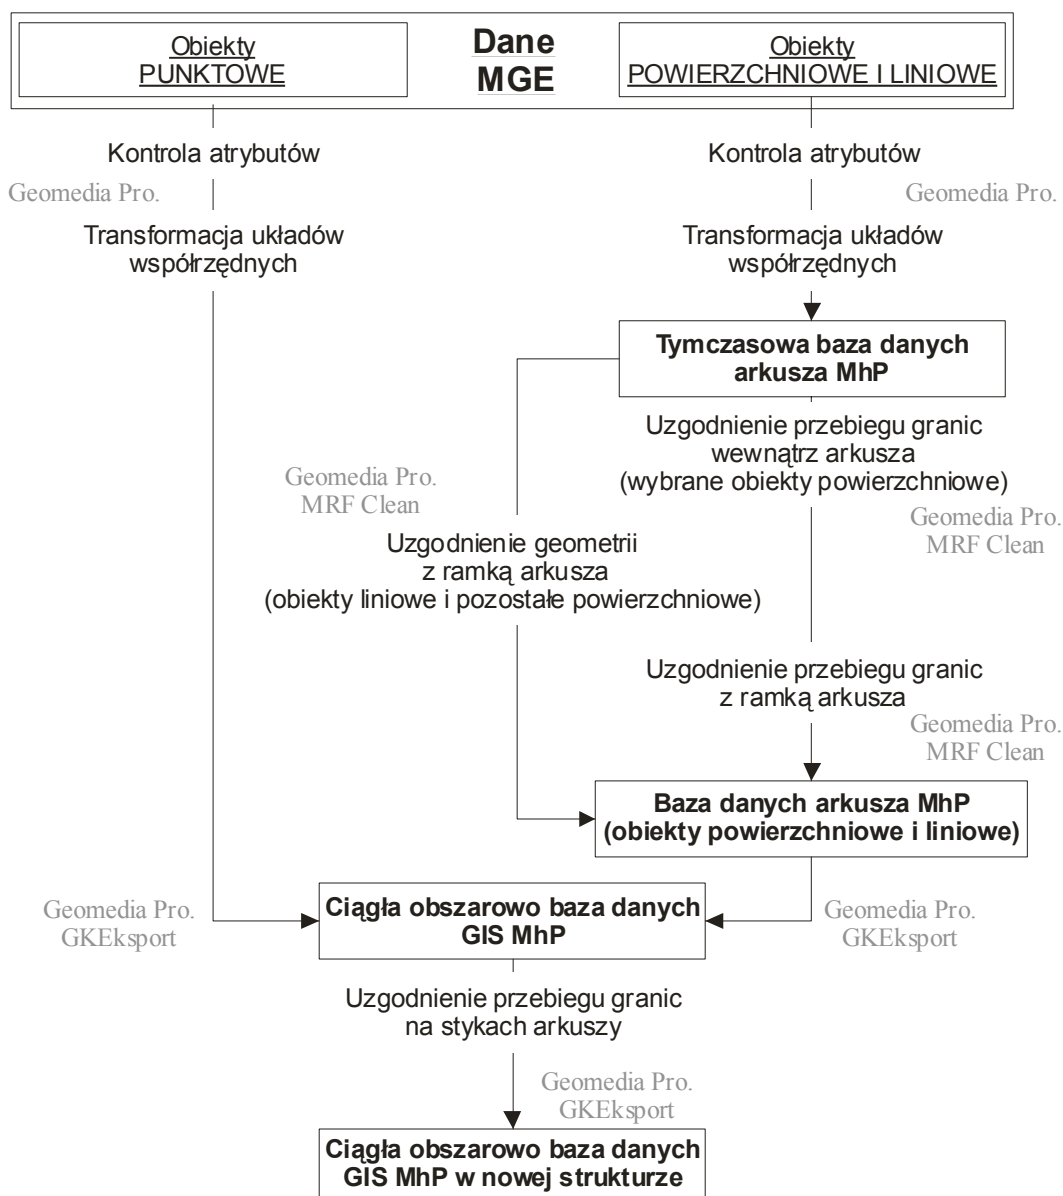 Obiekty
PUNKTOWE
Dane
MGE
Obiekty
POWIERZCHNIOWE I LINIOWE
Kontrola atrybutów
Kontrola atrybutów
Geomedia Pro.
Geomedia Pro.
Transformacja układów
współrzędnych
Transformacja układów
współrzędnych
Tymczasowa baza danych
arkusza MhP
Uzgodnienie przebiegu granic
wewnątrz arkusza
(wybrane obiekty powierzchniowe)
Geomedia Pro.
MRF Clean
Geomedia Pro.
MRF Clean
Uzgodnienie geometrii
z ramką arkusza
(obiekty liniowe i pozostałe powierzchniowe)
Uzgodnienie przebiegu granic
z ramką arkusza
Geomedia Pro.
MRF Clean
Baza danych arkusza MhP
(obiekty powierzchniowe i liniowe)
Geomedia Pro.
GKEksport
Ciągła obszarowo baza danych
GIS MhP
Geomedia Pro.
GKEksport
Uzgodnienie przebiegu granic
na stykach arkuszy
Geomedia Pro.
GKEksport
Ciągła obszarowo baza danych
GIS MhP w nowej strukturze